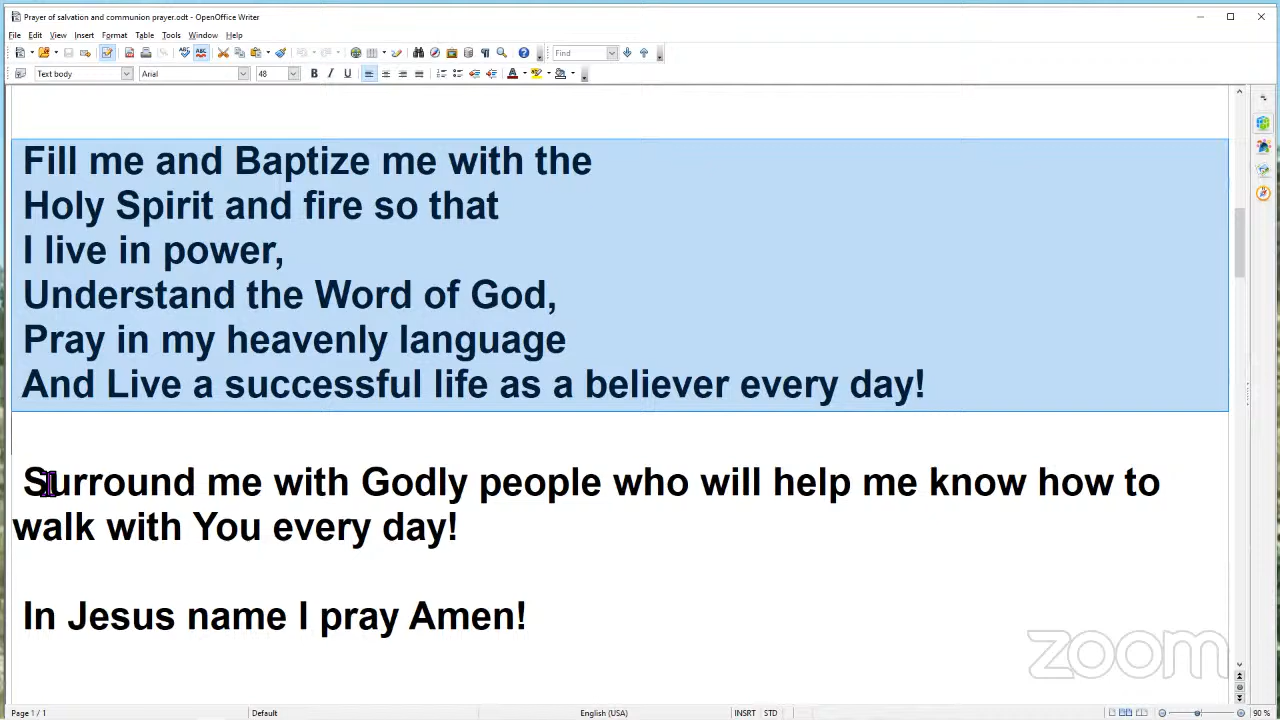 Prayer of salvation and communion prayer.odt - OpenOffice Writer
File Edit View Insert Format Table Tools Window Help
Find
Text body Arial 48
Fill me and Baptize me with the
Holy Spirit and fire so that
I live in power,
Understand the Word of God,
Pray in my heavenly language
And Live a successful life as a believer every day!
Surround me with Godly people who will help me know how to
walk with You every day!
In Jesus name I pray Amen!
zoom
Page 1 / 1 Default English (USA) INSRT STD 90 %